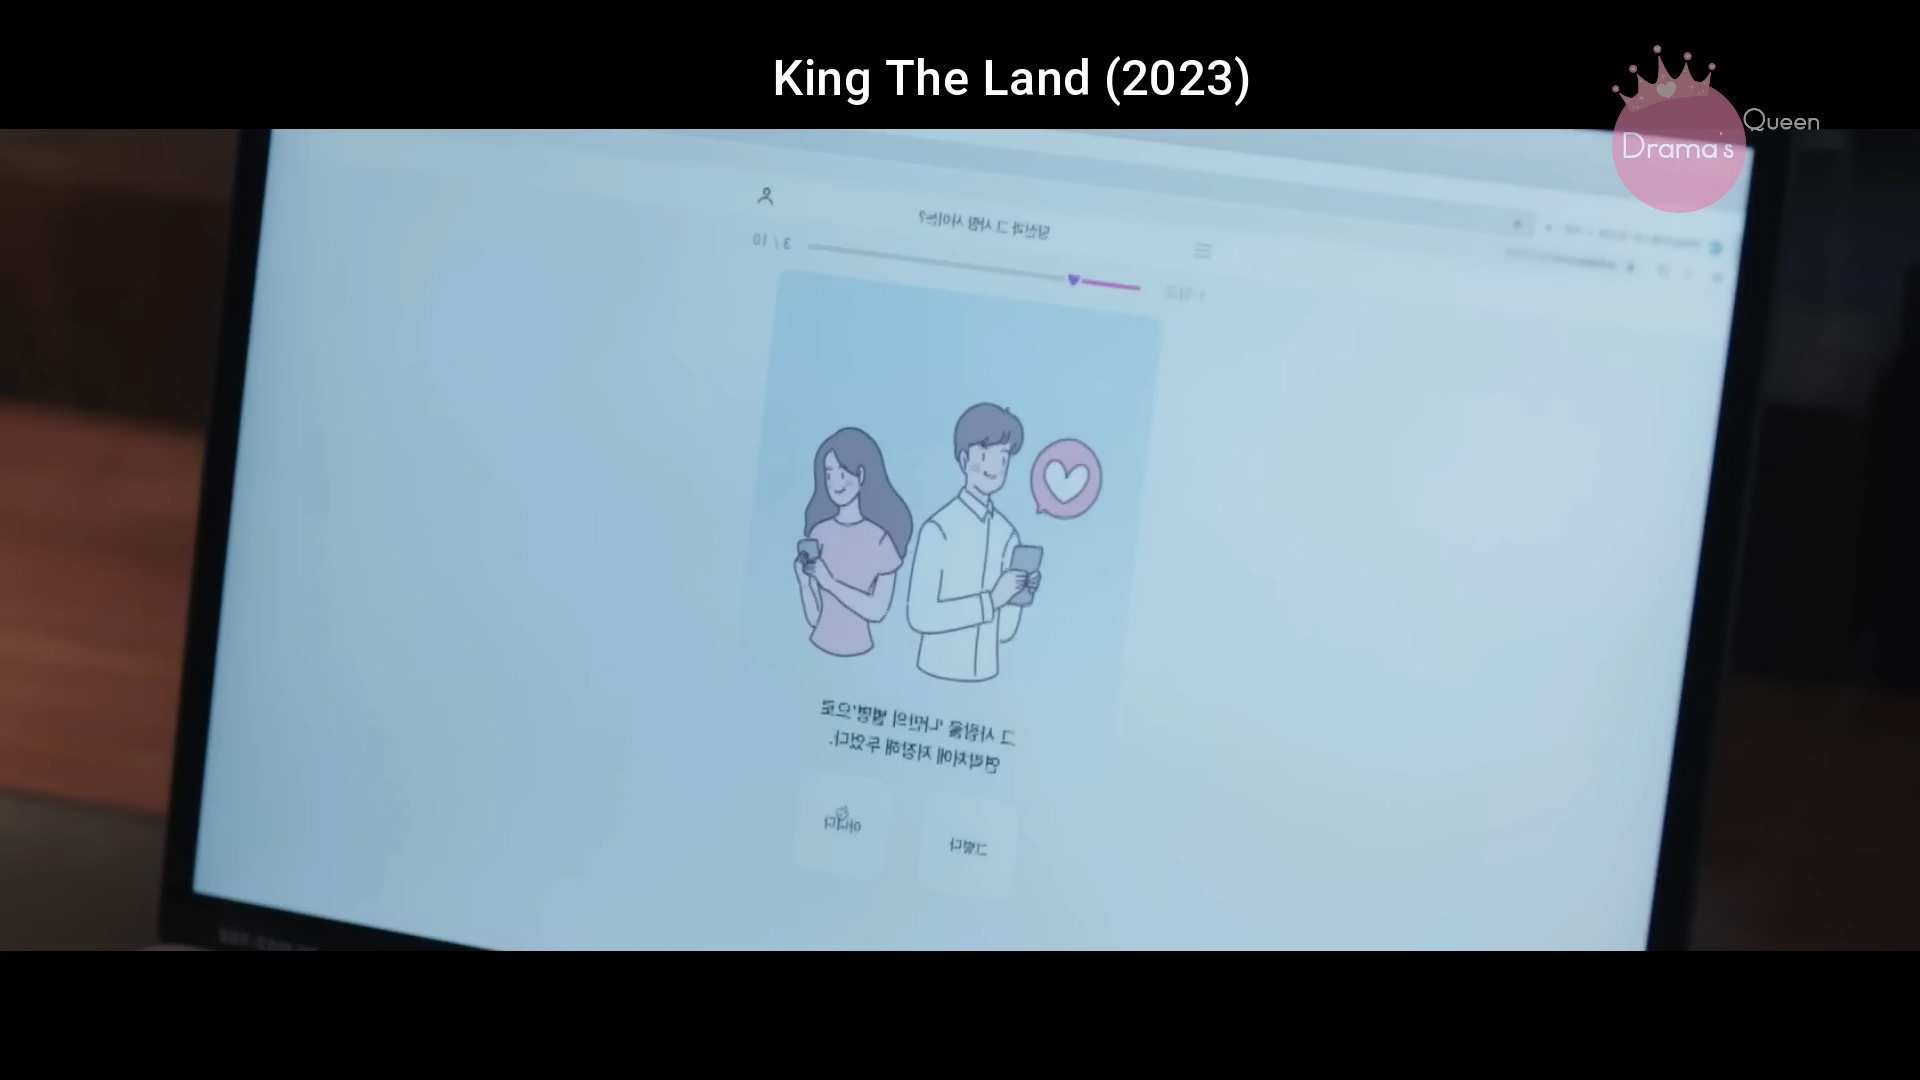 King The Land (2023)
Queen
Drama's
당신과 그 사람 사이는?
3 / 10
그 사람을 '나만의 별명'으로
연락처에 저장해 두었다.
그렇다
아니다